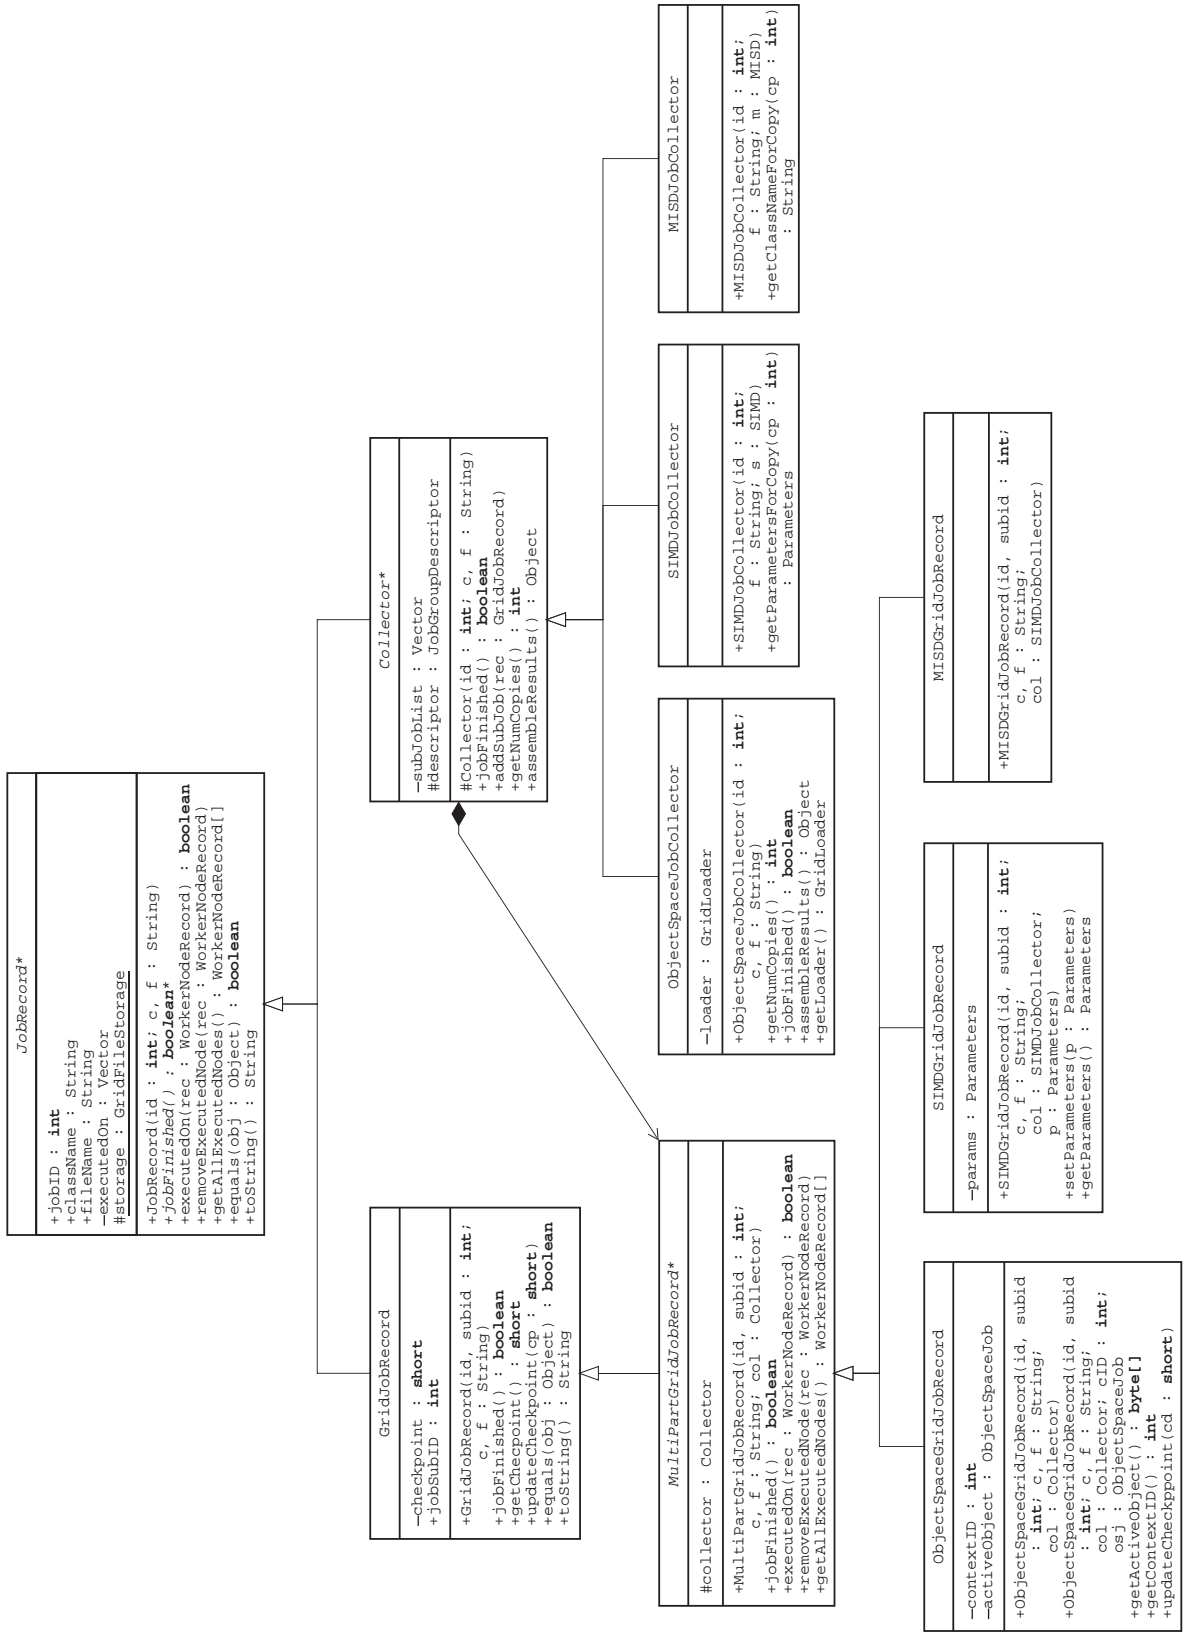 JobRecord*
+jobID : int
+className : String
+fileName : String
−executedOn : Vector
#storage : GridFileStorage
+JobRecord(id : int; c, f : String)
+jobFinished() : boolean*
+executedOn(rec : WorkerNodeRecord) : boolean
+removeExecutedNode(rec : WorkerNodeRecord)
+getAllExecutedNodes() : WorkerNodeRecord[]
+equals(obj : Object) : boolean
+toString() : String
GridJobRecord
−checkpoint : short
+jobSubID : int
+GridJobRecord(id, subid : int;
c, f : String)
+jobFinished() : boolean
+getChecpoint() : short
+updateCheckpoint(cp : short)
+equals(obj : Object) : boolean
+toString() : String
Collector*
−subJobList : Vector
#descriptor : JobGroupDescriptor
#Collector(id : int; c, f : String)
+jobFinished() : boolean
+addSubJob(rec : GridJobRecord)
+getNumCopies() : int
+assembleResults() : Object
MultiPartGridJobRecord*
#collector : Collector
+MultiPartGridJobRecord(id, subid : int;
c, f : String; col : Collector)
+jobFinished() : boolean
+executedOn(rec : WorkerNodeRecord) : boolean
+removeExecutedNode(rec : WorkerNodeRecord)
+getAllExecutedNodes() : WorkerNodeRecord[]
ObjectSpaceJobCollector
−loader : GridLoader
+ObjectSpaceJobCollector(id : int;
c, f : String)
+getNumCopies() : int
+jobFinished() : boolean
+assembleResults() : Object
+getLoader() : GridLoader
SIMDJobCollector
+SIMDJobCollector(id : int;
f : String; s : SIMD)
+getParametersForCopy(cp : int)
: Parameters
MISDJobCollector
+MISDJobCollector(id : int;
f : String; m : MISD)
+getClassNameForCopy(cp : int)
: String
ObjectSpaceGridJobRecord
−contextID : int
−activeObject : ObjectSpaceJob
+ObjectSpaceGridJobRecord(id, subid
: int; c, f : String;
col : Collector)
+ObjectSpaceGridJobRecord(id, subid
: int; c, f : String;
col : Collector; cID : int;
osj : ObjectSpaceJob
+getActiveObject() : byte[]
+getContextID() : int
+updateCheckppoint(cd : short)
SIMDGridJobRecord
−params : Parameters
+SIMDGridJobRecord(id, subid : int;
c, f : String;
col : SIMDJobCollector;
p : Parameters)
+setParameters(p : Parameters)
+getParameters() : Parameters
MISDGridJobRecord
+MISDGridJobRecord(id, subid : int;
c, f : String;
col : SIMDJobCollector)